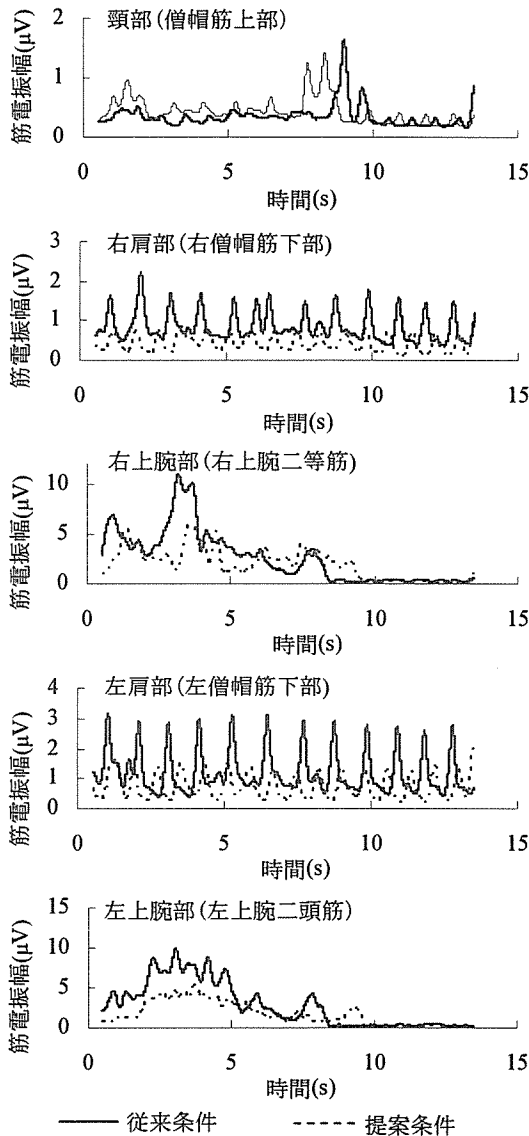 頸部(僧帽筋上部)
筋電振幅(μV)
2
1
0
0 5 10 15
時間(s)
右肩部(右僧帽筋下部)
筋電振幅(μV)
3
2
1
0
0 5 10 15
時間(s)
右上腕部(右上腕二等筋)
筋電振幅(μV)
10
5
0
0 5 10 15
時間(s)
左肩部(左僧帽筋下部)
筋電振幅(μV)
4
3
2
1
0
0 5 10 15
時間(s)
左上腕部(左上腕二頭筋)
筋電振幅(μV)
15
10
5
0
0 5 10 15
時間(s)
従来条件 提案条件